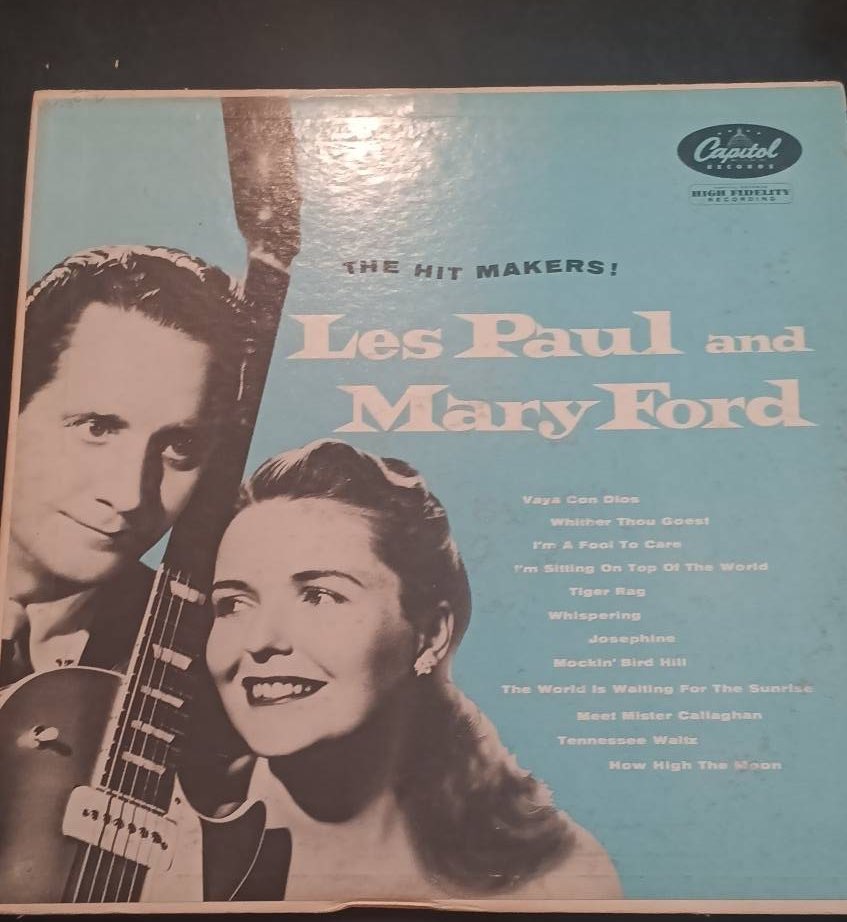 Capitol
RECORDS
HIGH FIDELITY
RECORDING
THE HIT MAKERS!
Les Paul and
Mary Ford
Vaya Con Dios
Whither Thou Goest
I'm A Fool To Care
I'm Sitting On Top Of The World
Tiger Rag
Whispering
Josephine
Mockin' Bird Hill
The World Is Waiting For The Sunrise
Meet Mister Callaghan
Tennessee Waltz
How High The Moon